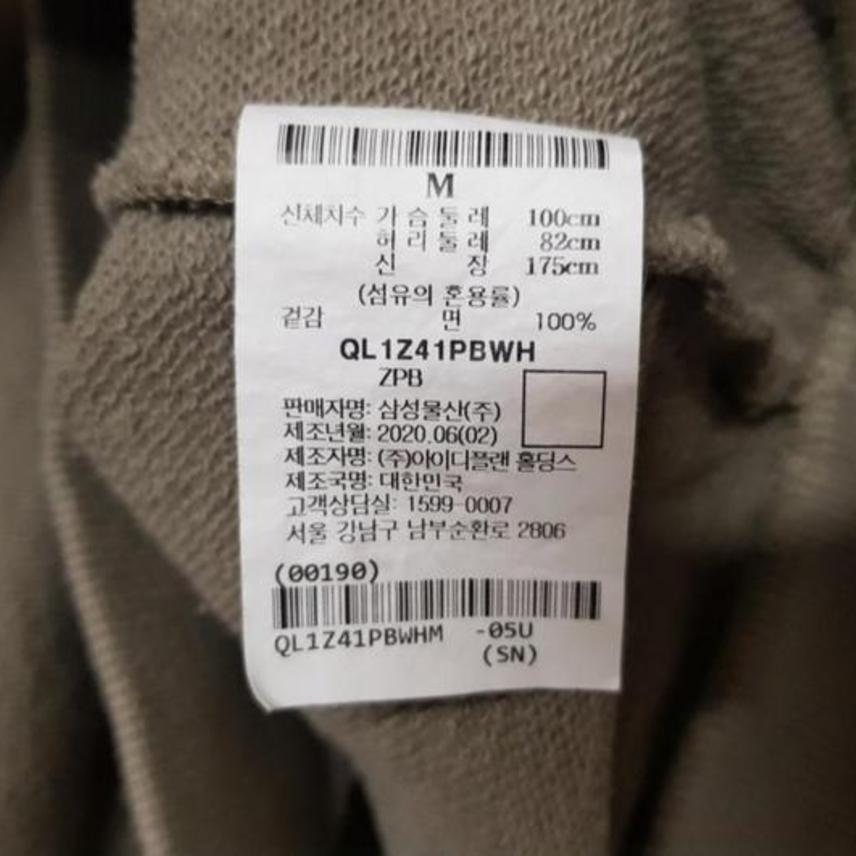 M
신체치수 가슴둘레 100cm
허리둘레 82cm
신장 175cm
(섬유의 혼용률)
겉감 면 100%
QL1Z41PBWH
ZPB
판매자명: 삼성물산(주)
제조년월: 2020.06(02)
제조자명: (주)아이디플랜 홀딩스
제조국명: 대한민국
고객상담실: 1599-0007
서울 강남구 남부순환로 2806
(00190)
QL1Z41PBWHM -05U
(SN)